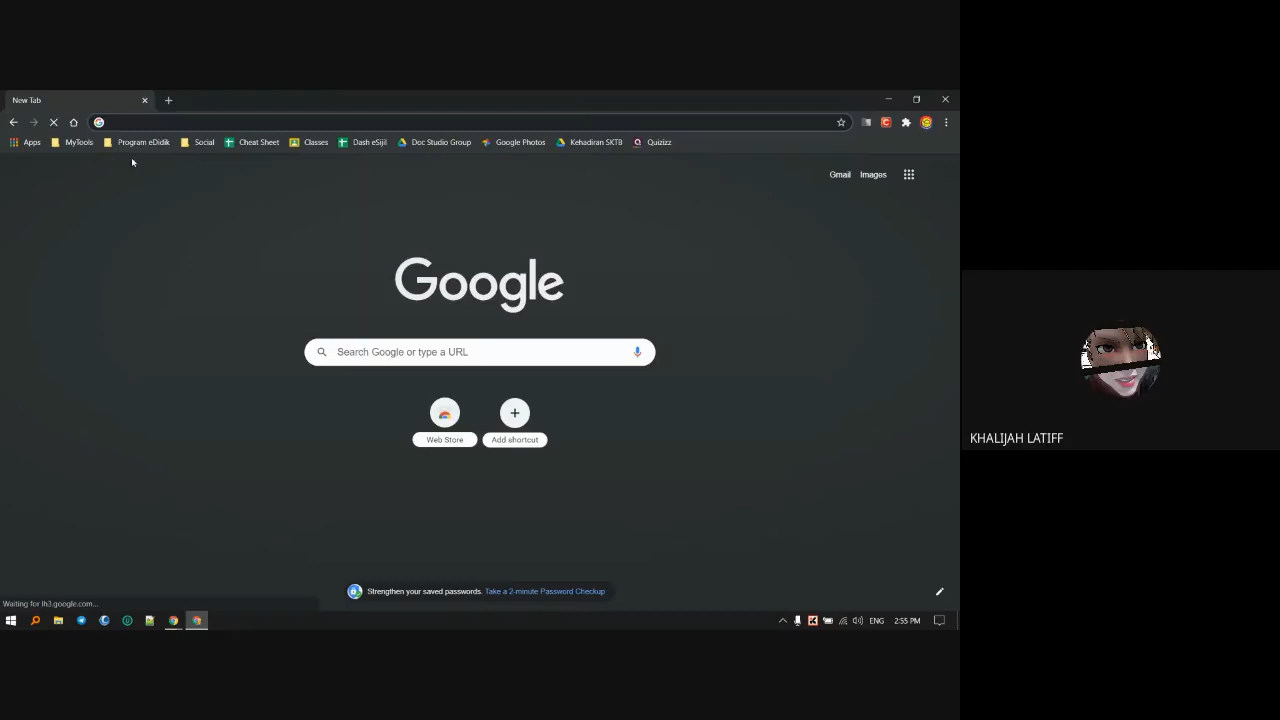 New Tab
Apps MyTools Program eDidik Social Cheat Sheet Classes Dash eSijil Doc Studio Group Google Photos Kehadiran SKTB Quizizz
Gmail Images
Google
Search Google or type a URL
Web Store Add shortcut
KHALIJAH LATIFF
Strengthen your saved passwords. Take a 2-minute Password Checkup
Waiting for lh3.google.com...
ENG 2:55 PM